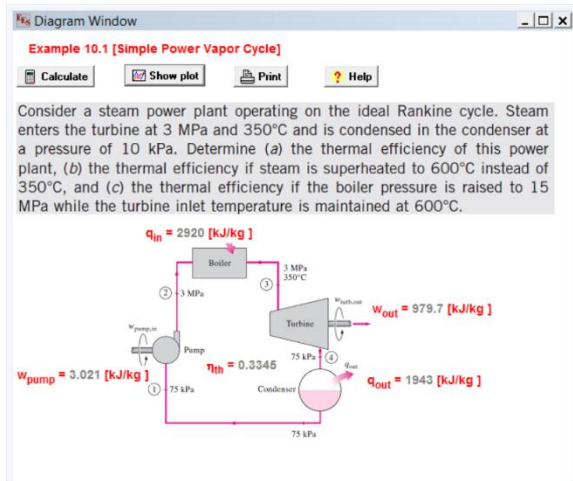 Diagram Window
Example 10.1 [Simple Power Vapor Cycle]
Calculate Show plot Print ? Help
Consider a steam power plant operating on the ideal Rankine cycle. Steam
enters the turbine at 3 MPa and 350°C and is condensed in the condenser at
a pressure of 10 kPa. Determine (a) the thermal efficiency of this power
plant, (b) the thermal efficiency if steam is superheated to 600°C instead of
350°C, and (c) the thermal efficiency if the boiler pressure is raised to 15
MPa while the turbine inlet temperature is maintained at 600°C.
qin = 2920 [kJ/kg ]
Boiler
3 MPa
350°C
3
2
3 MPa
wturb,out
Wout = 979.7 [kJ/kg ]
Turbine
wpump,in
Pump
75 kPa
4
qout
ηth = 0.3345
Wpump = 3.021 [kJ/kg ]
1
75 kPa
Condenser
qout = 1943 [kJ/kg ]
75 kPa